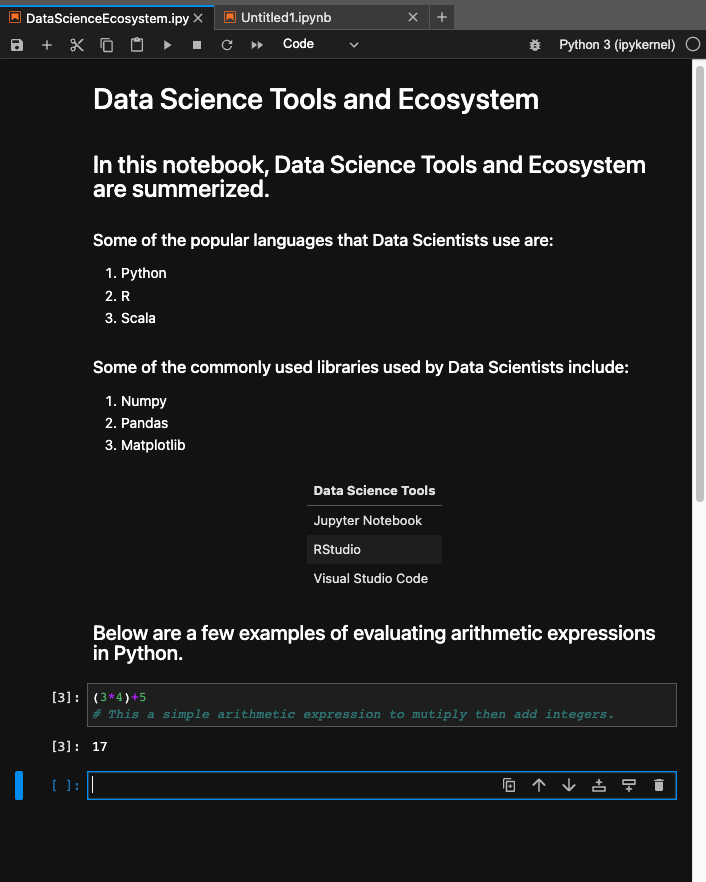 DataScienceEcosystem.ipy
Untitled1.ipynb
Code
Python 3 (ipykernel)
Data Science Tools and Ecosystem
In this notebook, Data Science Tools and Ecosystem
are summerized.
Some of the popular languages that Data Scientists use are:
1. Python
2. R
3. Scala
Some of the commonly used libraries used by Data Scientists include:
1. Numpy
2. Pandas
3. Matplotlib
Data Science Tools
Jupyter Notebook
RStudio
Visual Studio Code
Below are a few examples of evaluating arithmetic expressions
in Python.
[3]: (3*4)+5
# This a simple arithmetic expression to mutiply then add integers.
[3]: 17
[ ]: